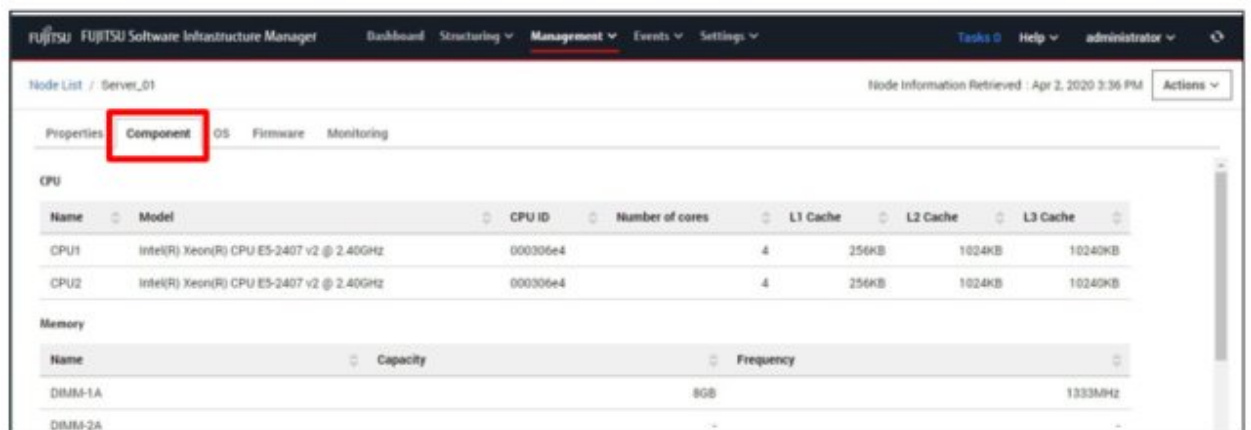 FUJITSU FUJITSU Software Infrastructure Manager Dashboard Structuring Management Events Settings Tasks 0 Help administrator
Node List / Server_01 Node Information Retrieved : Apr 2, 2020 3:36 PM Actions
Properties Component OS Firmware Monitoring
CPU
Name Model CPU ID Number of cores L1 Cache L2 Cache L3 Cache
CPU1 Intel(R) Xeon(R) CPU E5-2407 v2 @ 2.40GHz 000306e4 4 256KB 1024KB 10240KB
CPU2 Intel(R) Xeon(R) CPU E5-2407 v2 @ 2.40GHz 000306e4 4 256KB 1024KB 10240KB
Memory
Name Capacity Frequency
DIMM-1A 8GB 1333MHz
DIMM-2A - -